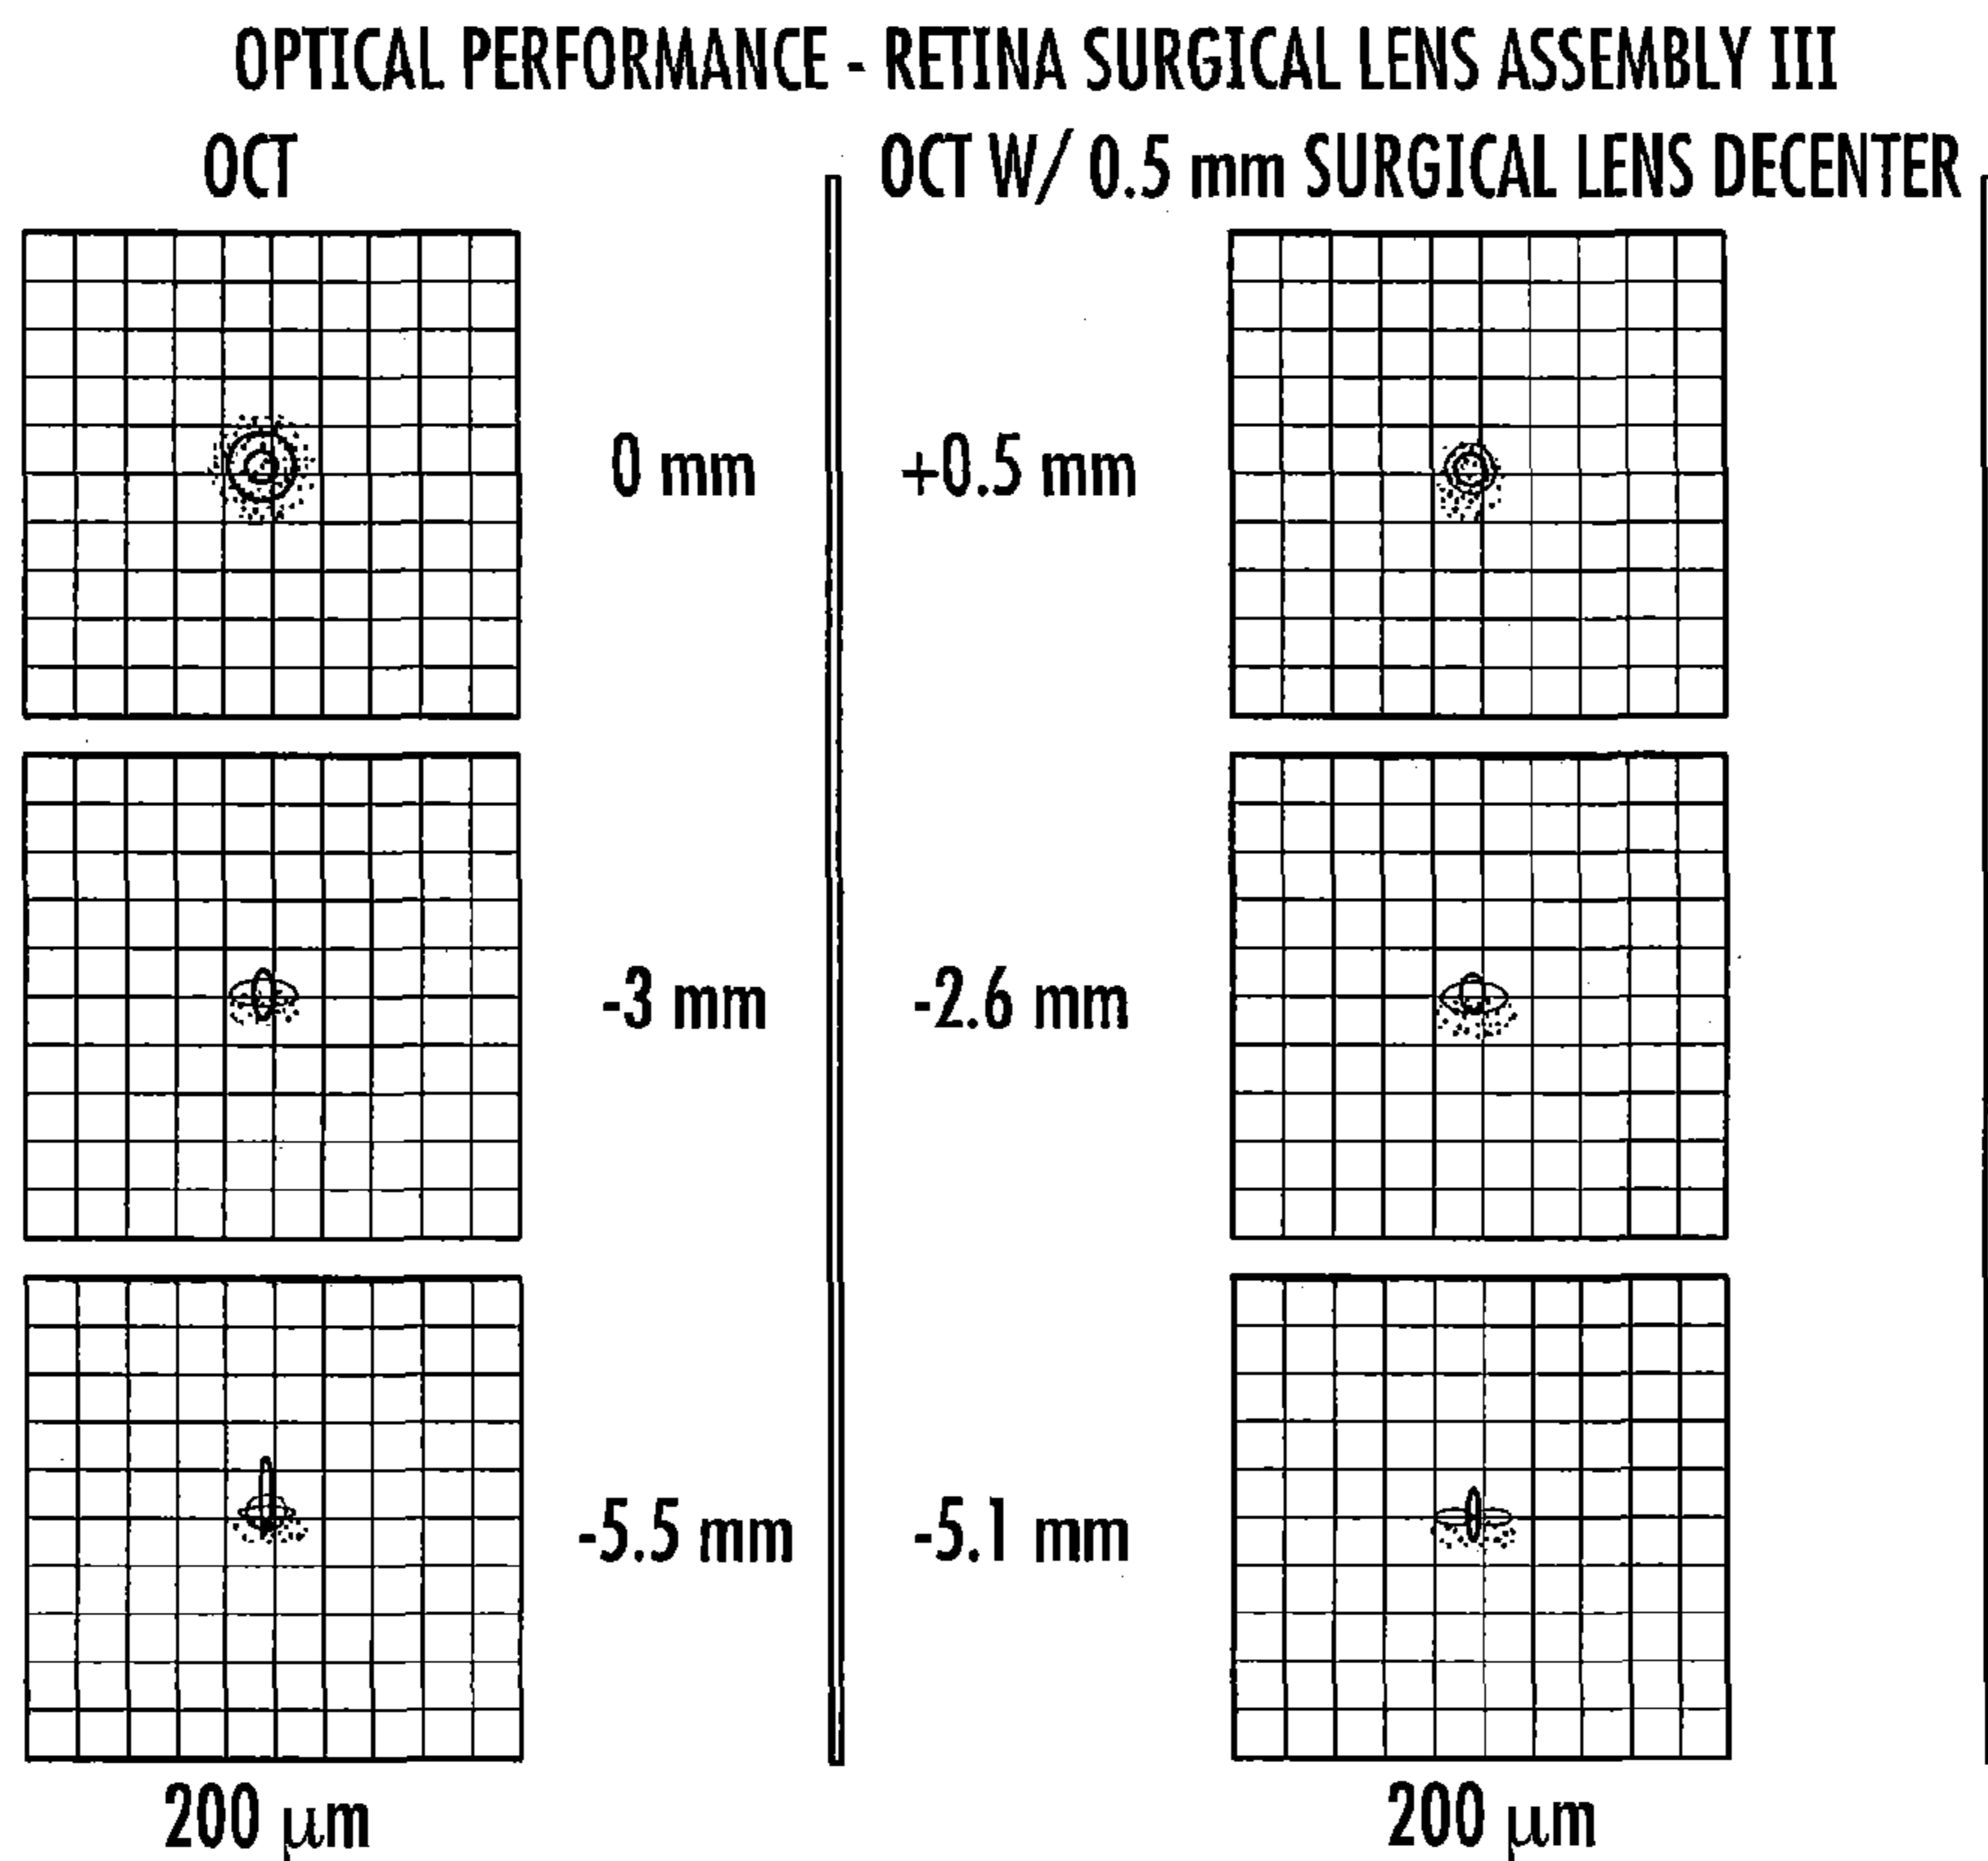 OPTICAL PERFORMANCE - RETINA SURGICAL LENS ASSEMBLY III
OCT
OCT W/ 0.5 mm SURGICAL LENS DECENTER
0 mm
+0.5 mm
-3 mm
-2.6 mm
-5.5 mm
-5.1 mm
200 μm
200 μm